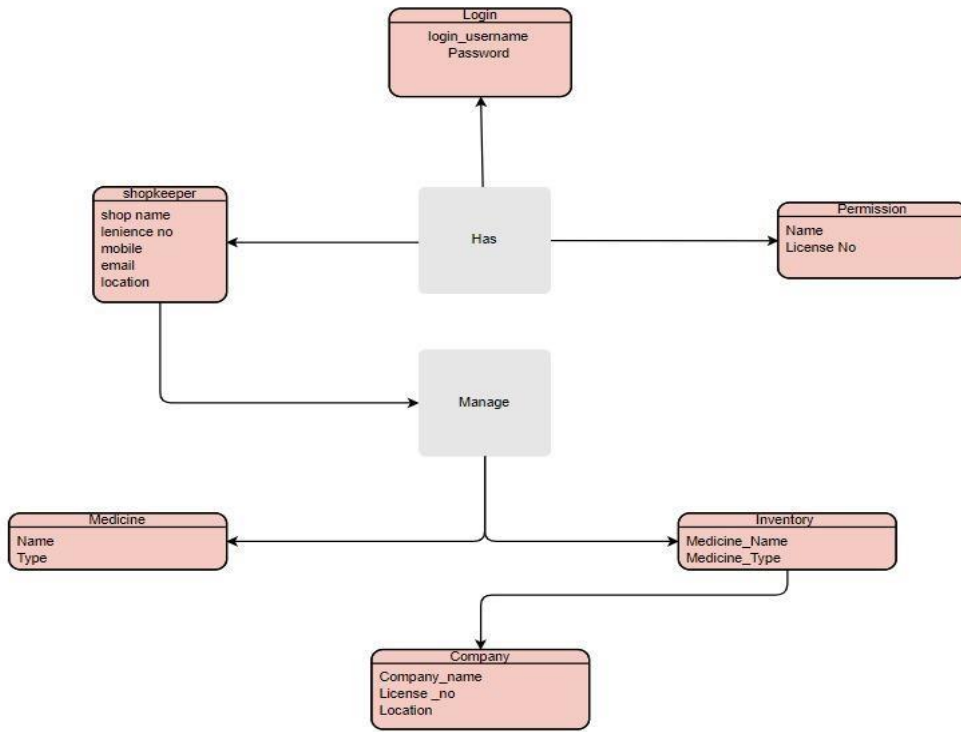 Login
login_username
Password
shopkeeper
shop name
lenience no
mobile
email
location
Has
Permission
Name
License No
Manage
Medicine
Name
Type
Inventory
Medicine_Name
Medicine_Type
Company
Company_name
License _no
Location